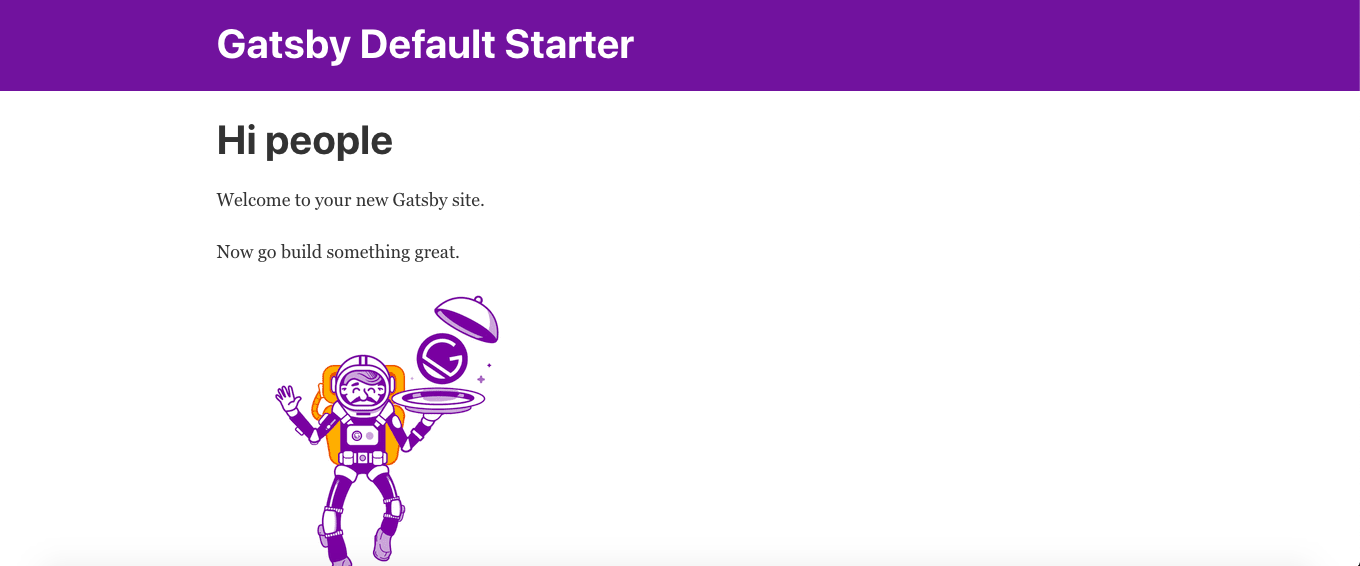 Gatsby Default Starter
Hi people
Welcome to your new Gatsby site.
Now go build something great.